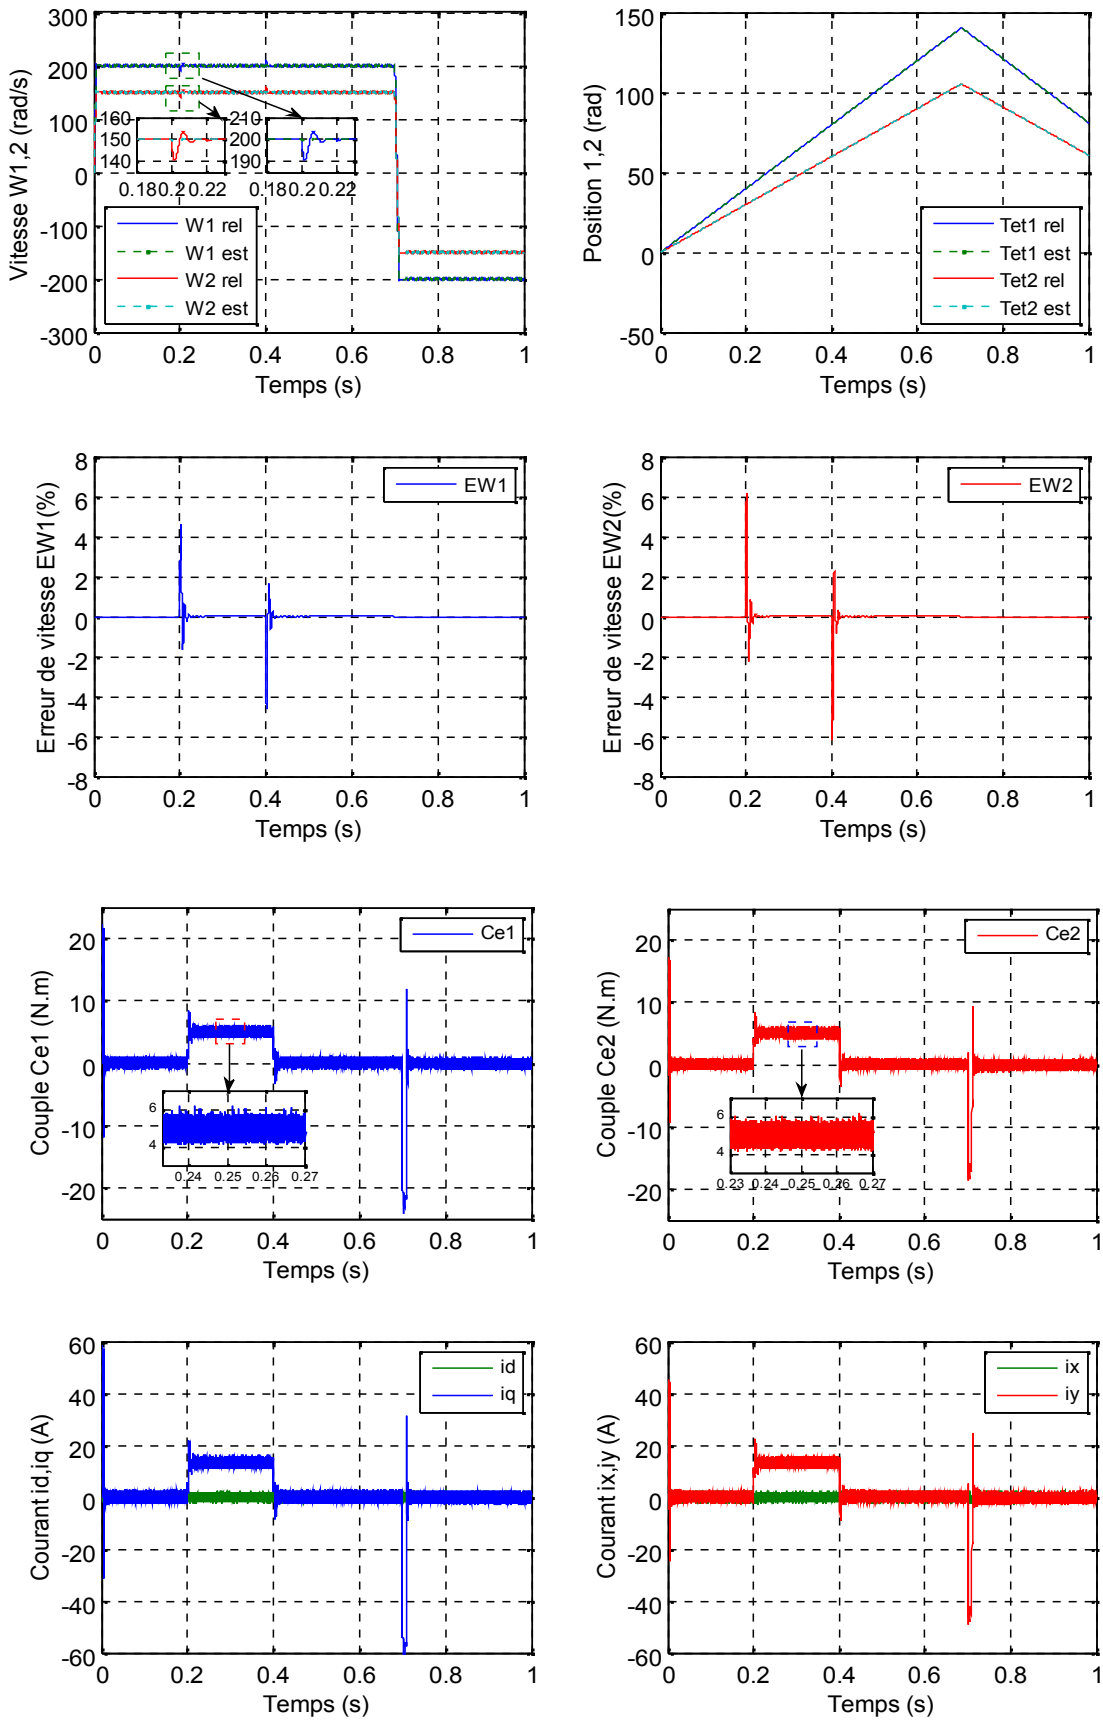 300
200
100
0
-100
-200
-300
Vitesse W1,2 (rad/s)
160
150
140
0.18 0.2 0.22
210
200
190
0.18 0.2 0.22
W1 rel
W1 est
W2 rel
W2 est
0 0.2 0.4 0.6 0.8 1
Temps (s)
150
100
50
0
-50
Position 1,2 (rad)
Tet1 rel
Tet1 est
Tet2 rel
Tet2 est
0 0.2 0.4 0.6 0.8 1
Temps (s)
8
6
4
2
0
-2
-4
-6
-8
Erreur de vitesse EW1(%)
EW1
0 0.2 0.4 0.6 0.8 1
Temps (s)
8
6
4
2
0
-2
-4
-6
-8
Erreur de vitesse EW2(%)
EW2
0 0.2 0.4 0.6 0.8 1
Temps (s)
20
10
0
-10
-20
Couple Ce1 (N.m)
Ce1
6
4
0.24 0.25 0.26 0.27
0 0.2 0.4 0.6 0.8 1
Temps (s)
20
10
0
-10
-20
Couple Ce2 (N.m)
Ce2
6
4
0.23 0.24 0.25 0.26 0.27
0 0.2 0.4 0.6 0.8 1
Temps (s)
60
40
20
0
-20
-40
-60
Courant id,iq (A)
id
iq
0 0.2 0.4 0.6 0.8 1
Temps (s)
60
40
20
0
-20
-40
-60
Courant ix,iy (A)
ix
iy
0 0.2 0.4 0.6 0.8 1
Temps (s)